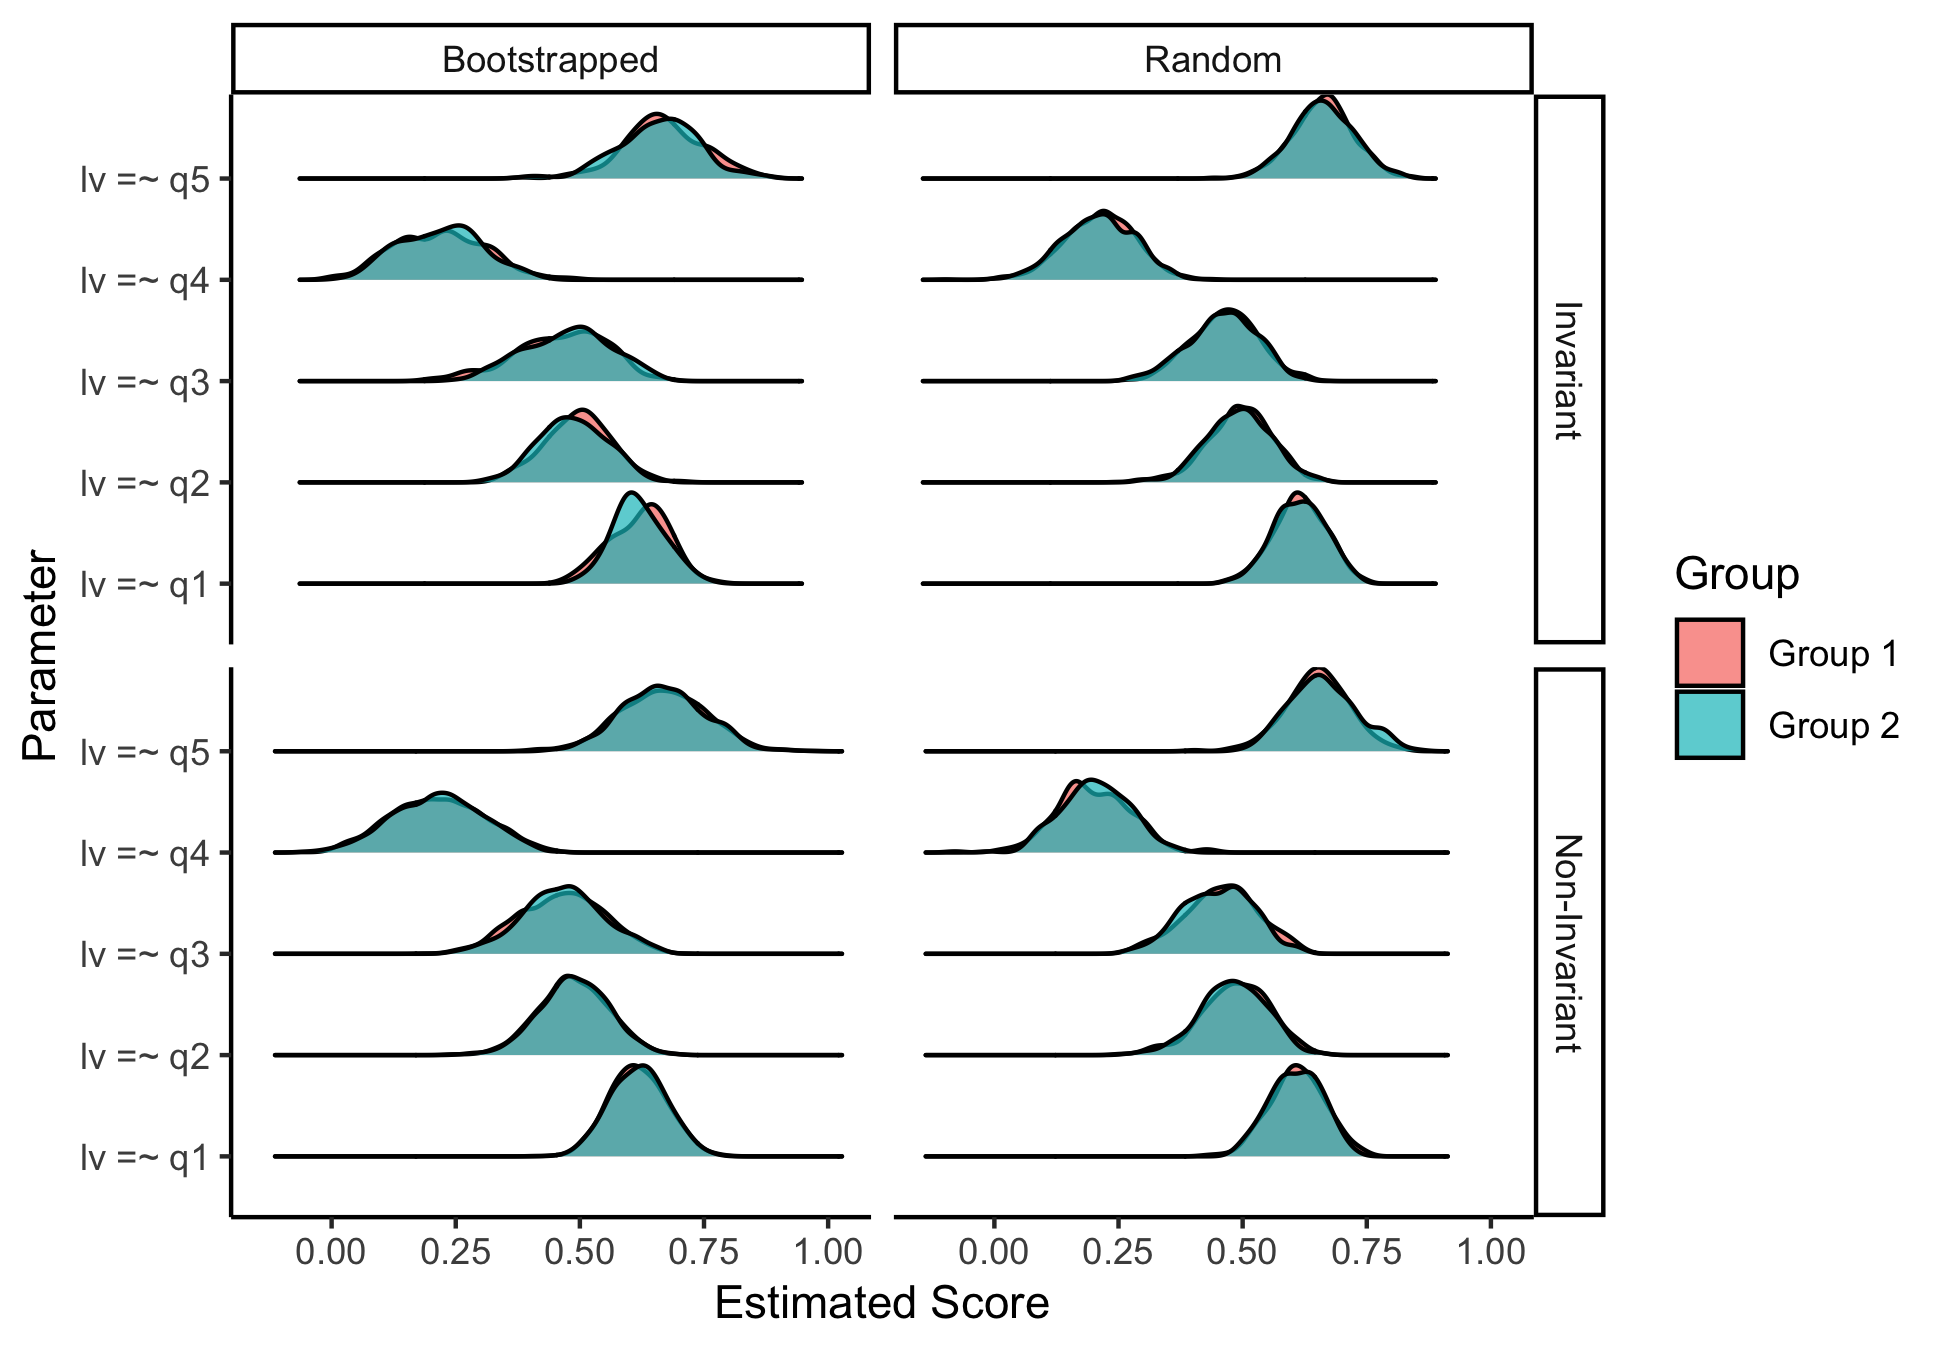 Bootstrapped
Random
Parameter
lv =~ q5
lv =~ q4
lv =~ q3
lv =~ q2
lv =~ q1
Invariant
lv =~ q5
lv =~ q4
lv =~ q3
lv =~ q2
lv =~ q1
Non-Invariant
0.00 0.25 0.50 0.75 1.00
0.00 0.25 0.50 0.75 1.00
Estimated Score
Group
Group 1
Group 2